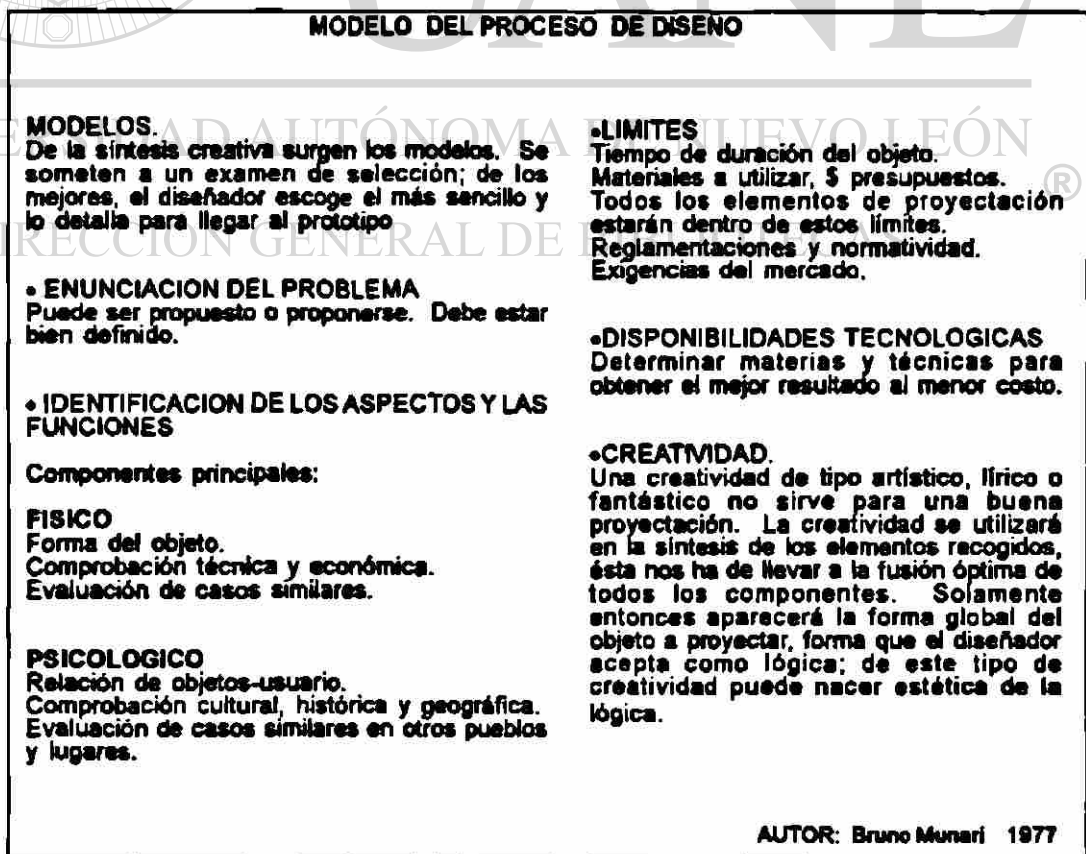 MODELO DEL PROCESO DE DISEÑO
MODELOS.
De la síntesis creativa surgen los modelos. Se
someten a un examen de selección; de los
mejores, el diseñador escoge el más sencillo y
lo detalla para llegar al prototipo
• ENUNCIACION DEL PROBLEMA
Puede ser propuesto o proponerse. Debe estar
bien definido.
• IDENTIFICACION DE LOS ASPECTOS Y LAS
FUNCIONES
Componentes principales:
FISICO
Forma del objeto.
Comprobación técnica y económica.
Evaluación de casos similares.
PSICOLOGICO
Relación de objetos-usuario.
Comprobación cultural, histórica y geográfica.
Evaluación de casos similares en otros pueblos
y lugares.
•LIMITES
Tiempo de duración del objeto.
Materiales a utilizar, $ presupuestos.
Todos los elementos de proyectación
estarán dentro de estos límites.
Reglamentaciones y normatividad.
Exigencias del mercado.
•DISPONIBILIDADES TECNOLOGICAS
Determinar materias y técnicas para
obtener el mejor resultado al menor costo.
•CREATIVIDAD.
Una creatividad de tipo artístico, lírico o
fantástico no sirve para una buena
proyectación. La creatividad se utilizará
en la síntesis de los elementos recogidos,
ésta nos ha de llevar a la fusión óptima de
todos los componentes. Solamente
entonces aparecerá la forma global del
objeto a proyectar, forma que el diseñador
acepta como lógica; de este tipo de
creatividad puede nacer estética de la
lógica.
AUTOR: Bruno Munari 1977